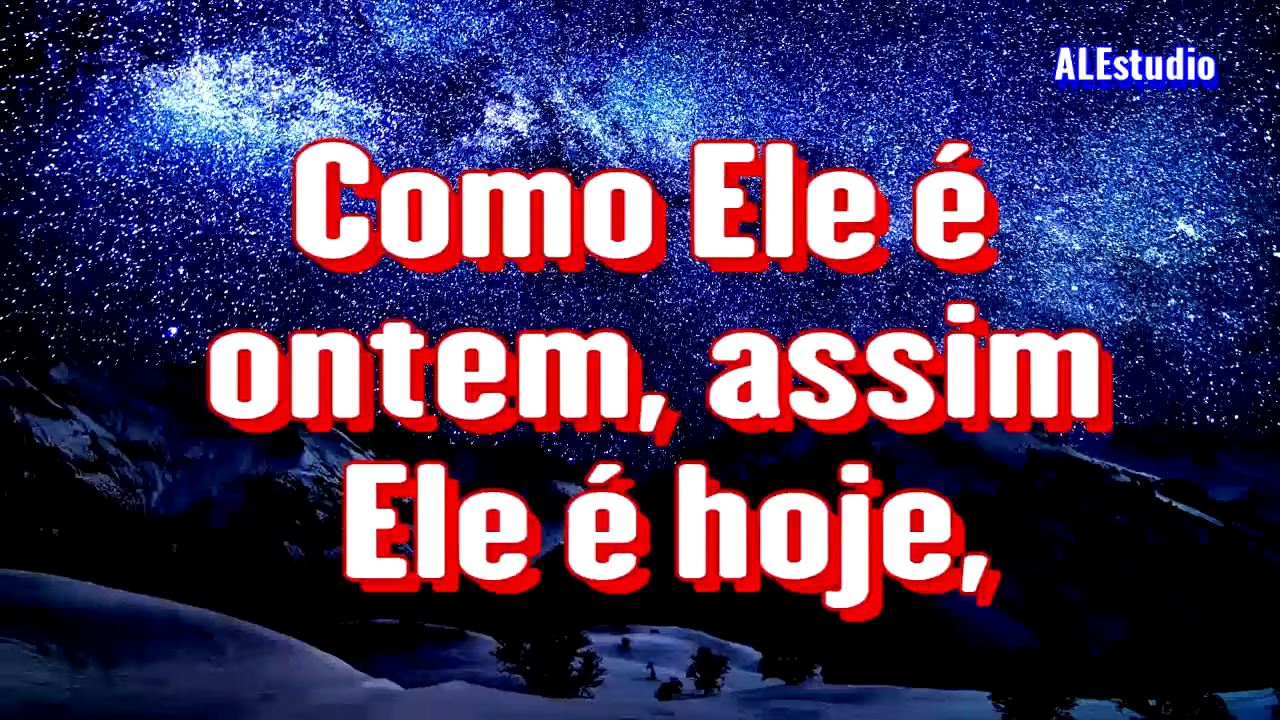 ALEstudio
Como Ele é
ontem, assim
Ele é hoje,